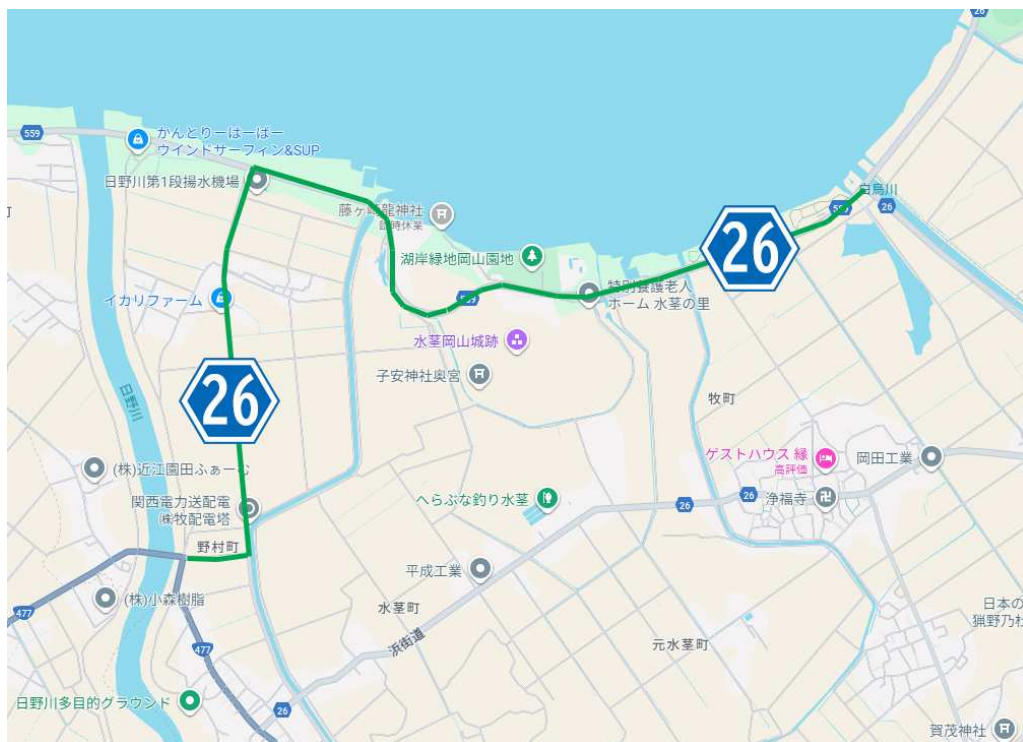 26
559
かんとりーはーばー
ウインドサーフィン&SUP
日野川第1段揚水機場
町
藤ヶ崎龍神社
臨時休業
白鳥川
559
26
湖岸緑地岡山園地
26
イカリファーム
559
特別養護老人
ホーム 水茎の里
水茎岡山城跡
子安神社奥宮
26
日野川
牧町
(株)近江園田ふぁーむ
ゲストハウス 縁
高評価
岡田工業
関西電力送配電
㈱牧配電塔
へらぶな釣り水茎
26
26
浄福寺
野村町
平成工業
477
(株)小森樹脂
水茎町
日本の
猟野乃杜
浜街道
元水茎町
477
日野川多目的グラウンド
26
賀茂神社